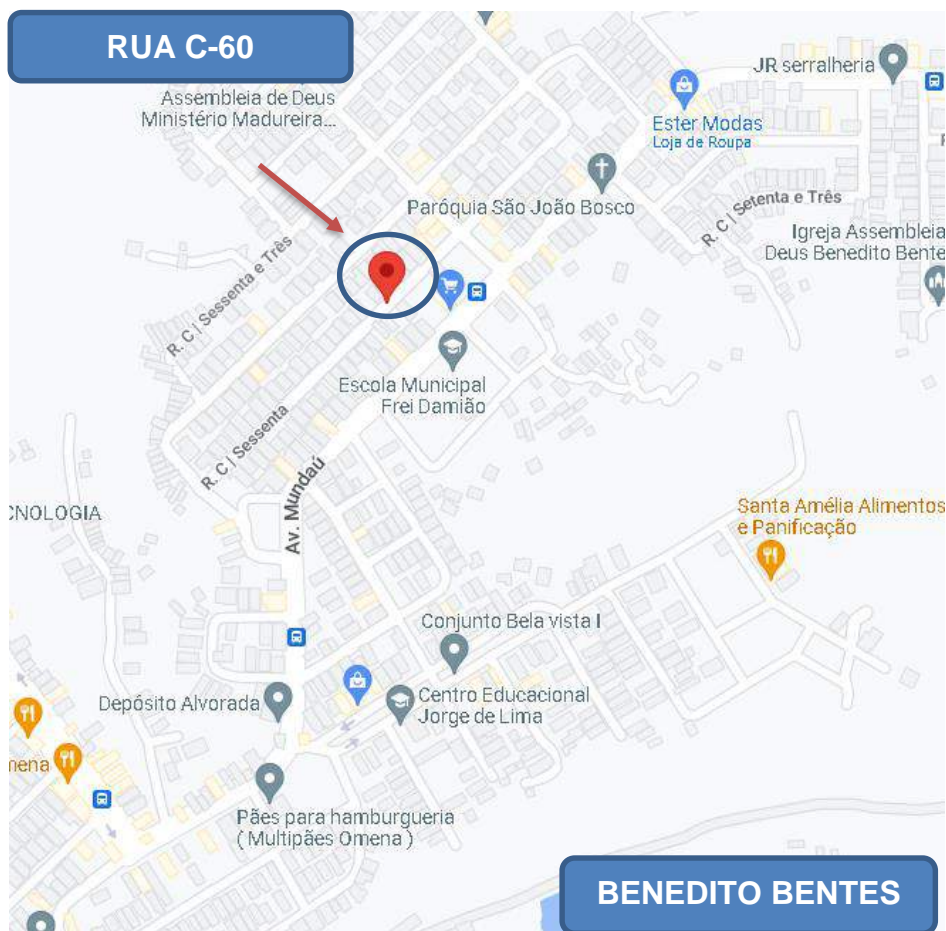 RUA C-60
JR serralheria
Assembleia de Deus
Ministério Madureira...
Ester Modas
Loja de Roupa
Paróquia São João Bosco
R. C | Setenta e Três
Igreja Assembleia
Deus Benedito Bente
R. C | Sessenta e Três
Escola Municipal
Frei Damião
R. C | Sessenta
Av. Mundaú
CNOLOGIA
Santa Amélia Alimentos
e Panificação
Conjunto Bela vista I
Centro Educacional
Jorge de Lima
Depósito Alvorada
mena
Pães para hamburgueria
( Multipães Omena )
BENEDITO BENTES